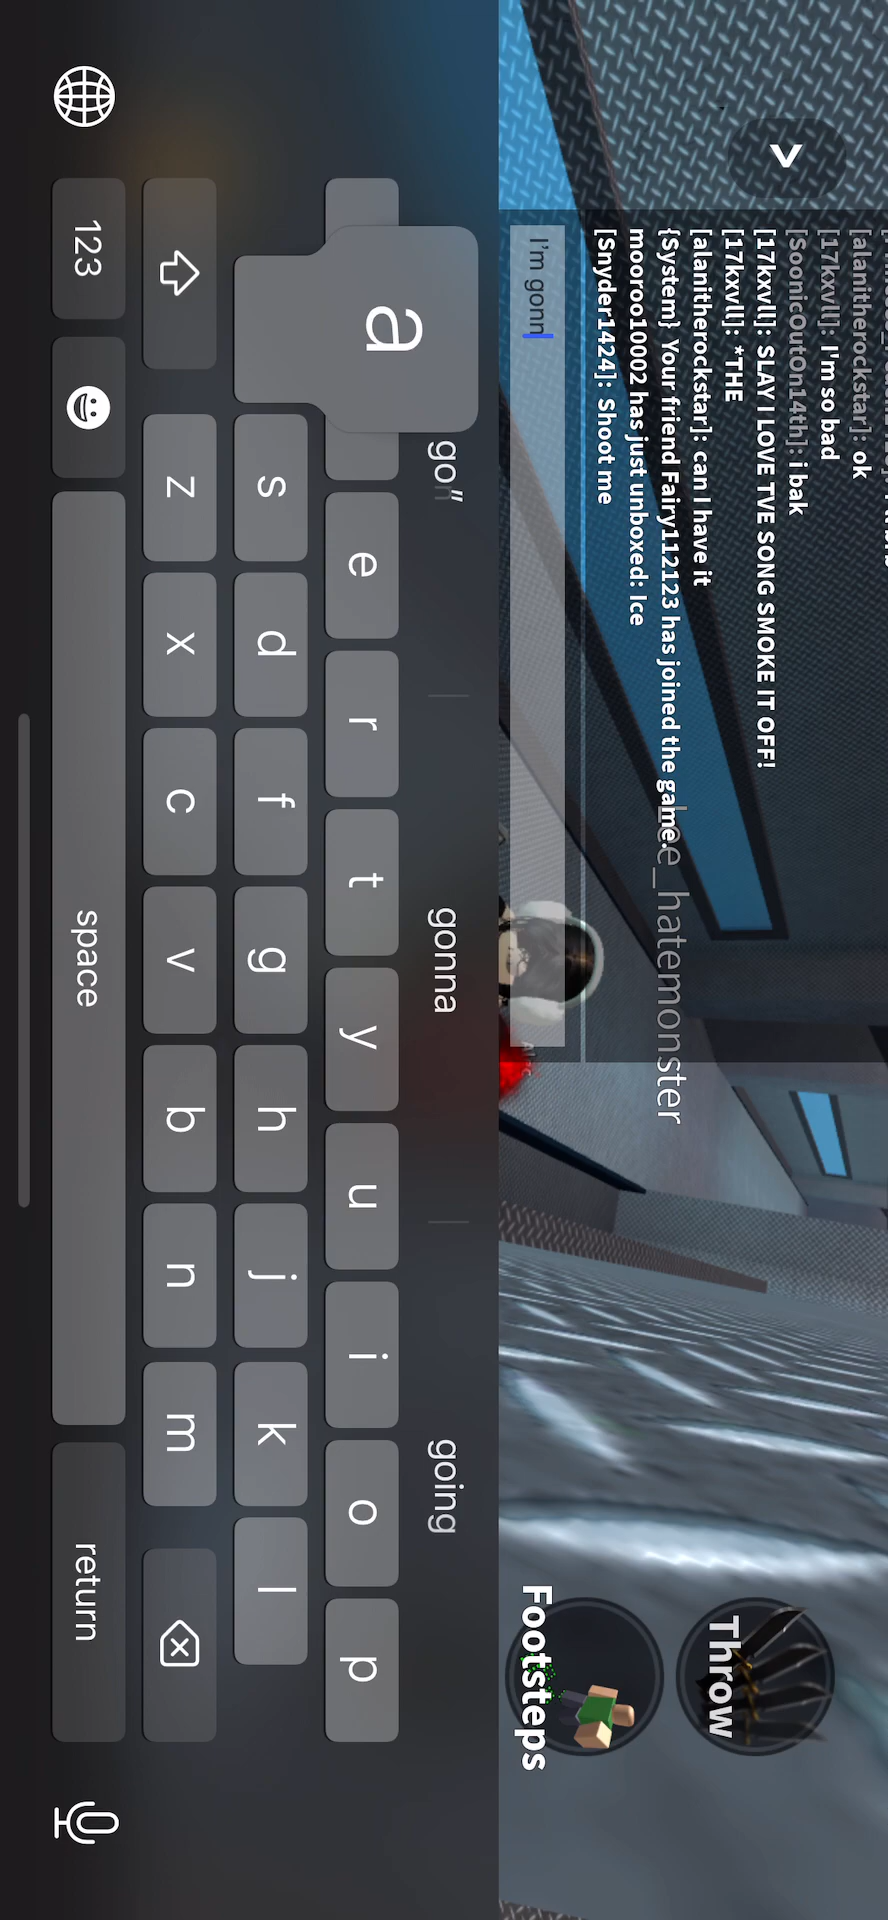 [alanitherockstar]: ok
[17kxvll]: I'm so bad
[SoonicOutOn14th]: i bak
[17kxvll]: SLAY I LOVE TVE SONG SMOKE IT OFF!
[17kxvll]: *THE
[alanitherockstar]: can I have it
{System} Your friend Fairy112123 has joined the game.
mooroo10002 has just unboxed: Ice
[Snyder1424]: Shoot me
e_hatemonster
I'm gonn
Throw
Footsteps
go"
gonna
going
e r t y u i o p
a s d f g h j k l
z x c v b n m
123
space
return